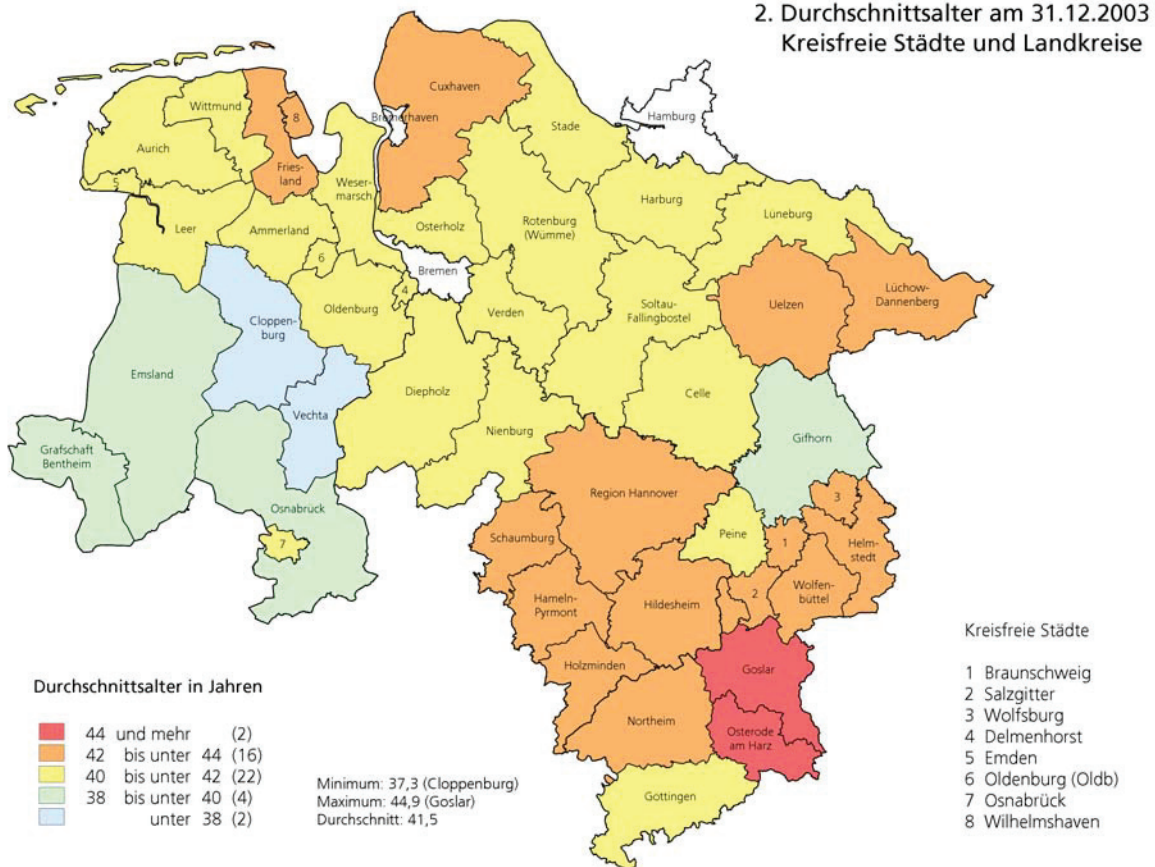 2. Durchschnittsalter am 31.12.2003
Kreisfreie Städte und Landkreise
Cuxhaven
Wittmund
8
Bremerhaven
Hamburg
Stade
Aurich
Fries-
land
Weser-
marsch
5
Harburg
Lüneburg
Leer
Ammerland
Osterholz
Rotenburg
(Wümme)
6
Bremen
4
Lüchow-
Dannenberg
Uelzen
Soltau-
Fallingbostel
Oldenburg
Verden
Cloppen-
burg
Emsland
Diepholz
Celle
Vechta
Nienburg
Gifhorn
Grafschaft
Bentheim
Region Hannover
3
Osnabrück
Schaumburg
Peine
1
Helm-
stedt
7
Hameln-
Pyrmont
Hildesheim
2
Wolfen-
büttel
Holzminden
Goslar
Northeim
Osterode
am Harz
Göttingen
Durchschnittsalter in Jahren
44 und mehr (2)
42 bis unter 44 (16)
40 bis unter 42 (22)
38 bis unter 40 (4)
unter 38 (2)
Minimum: 37,3 (Cloppenburg)
Maximum: 44,9 (Goslar)
Durchschnitt: 41,5
Kreisfreie Städte
1 Braunschweig
2 Salzgitter
3 Wolfsburg
4 Delmenhorst
5 Emden
6 Oldenburg (Oldb)
7 Osnabrück
8 Wilhelmshaven